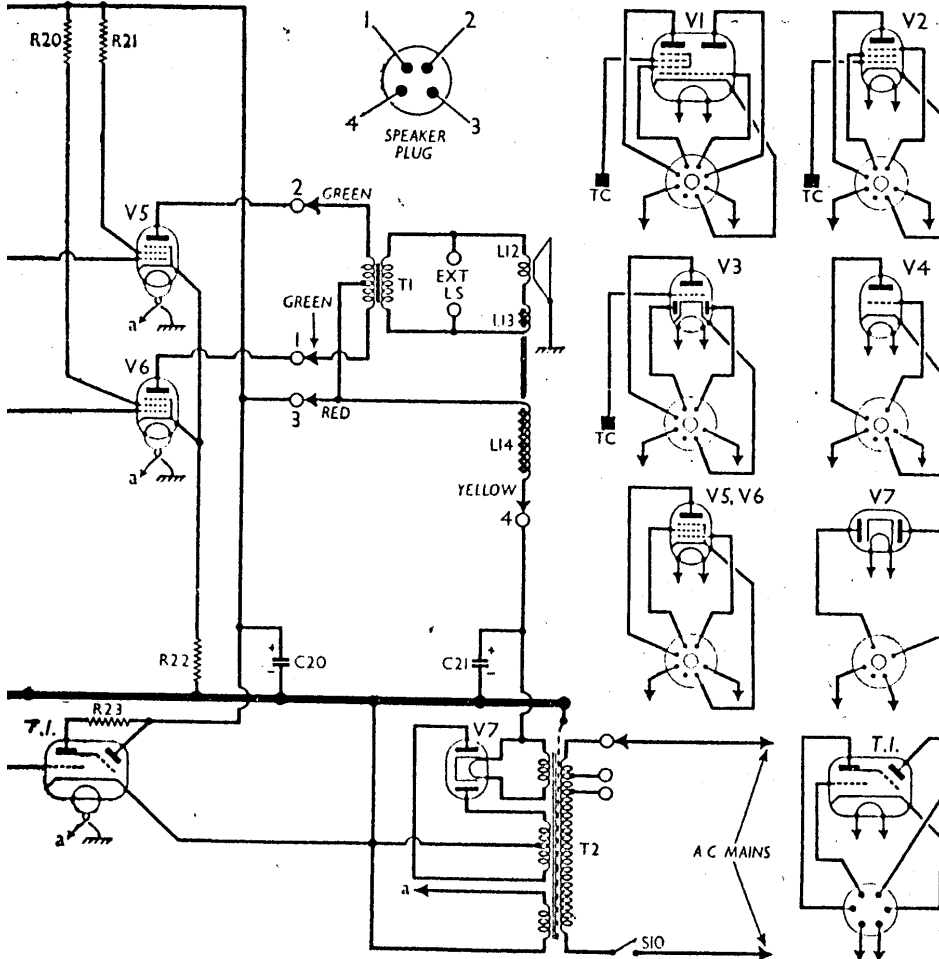 R20
R21
1
2
4
3
SPEAKER
PLUG
V1
V2
TC
TC
V5
2
GREEN
T1
EXT
LS
L12
L13
GREEN
1
a
V6
3
RED
L14
YELLOW
4
a
V3
V4
TC
V5, V6
V7
R22
C20
+
-
C21
+
-
T.I.
R23
V7
T2
a
a
A C MAINS
S10
T.I.